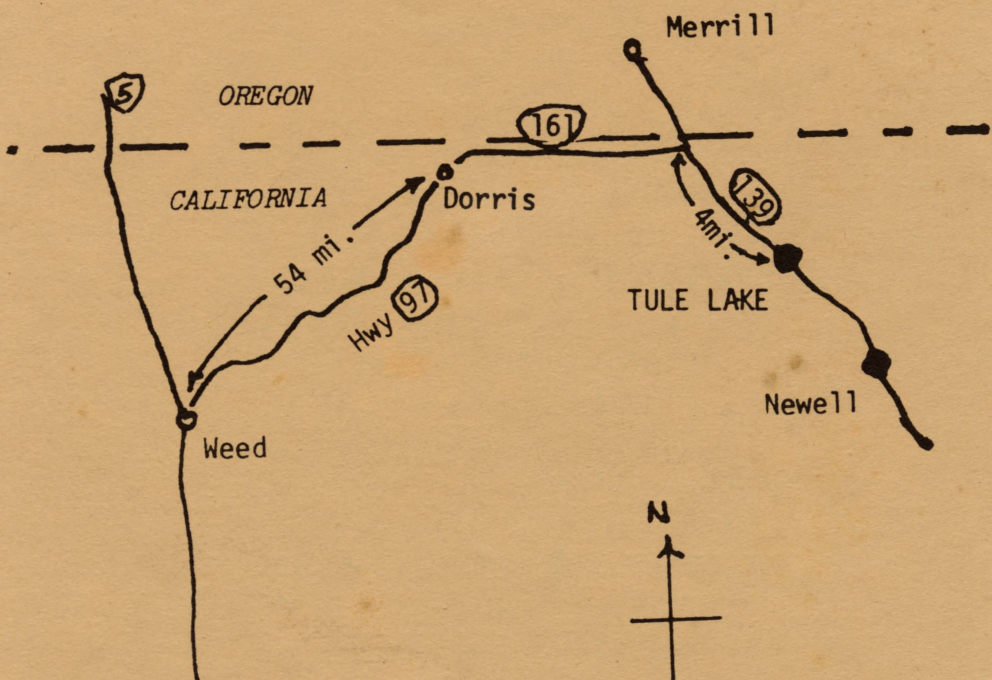 Merrill
5
OREGON
161
CALIFORNIA
Dorris
139
54 mi.
4mi.
Hwy 97
TULE LAKE
Newell
Weed
N